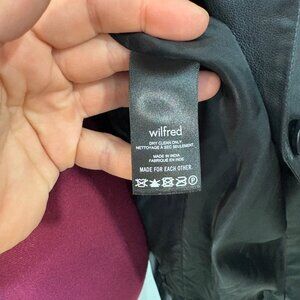 wilfred
DRY CLEAN ONLY
NETTOYAGE À SEC SEULEMENT.
MADE IN INDIA
FABRIQUÉ EN INDE
MADE FOR EACH OTHER.
P